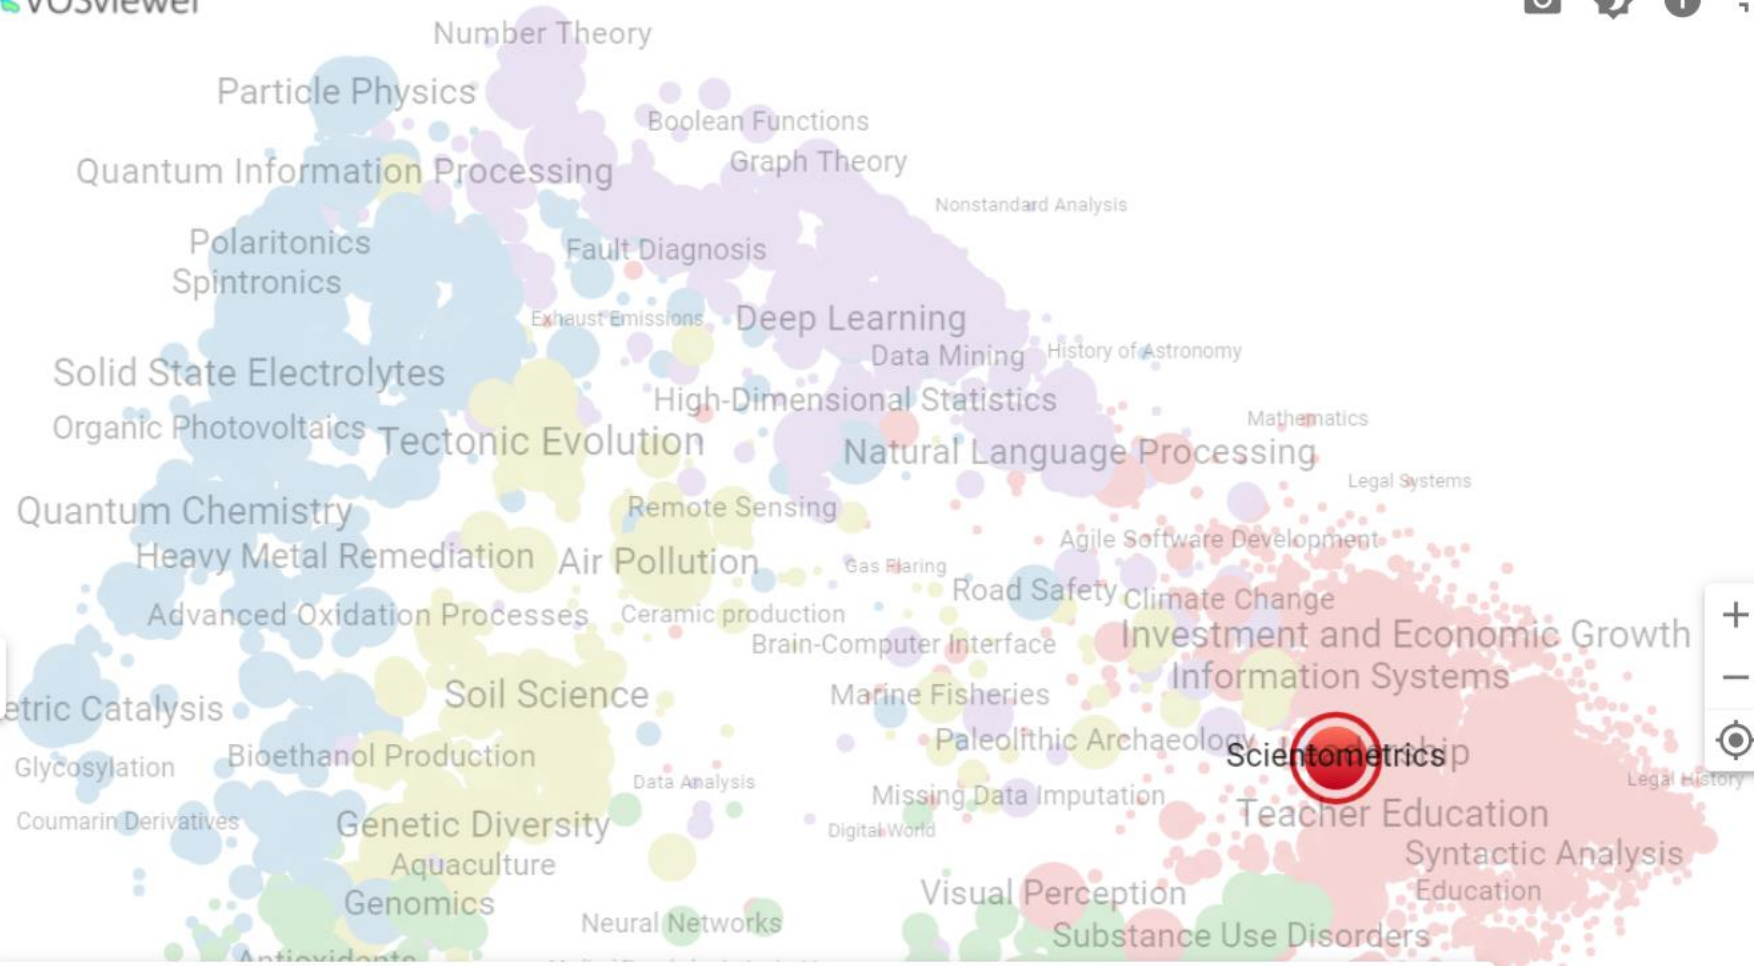 VOSviewer
Number Theory
Particle Physics
Boolean Functions
Graph Theory
Quantum Information Processing
Nonstandard Analysis
Polaritonics
Fault Diagnosis
Spintronics
Exhaust Emissions
Deep Learning
Data Mining
History of Astronomy
Solid State Electrolytes
High-Dimensional Statistics
Mathematics
Organic Photovoltaics
Tectonic Evolution
Natural Language Processing
Legal Systems
Quantum Chemistry
Remote Sensing
Agile Software Development
Heavy Metal Remediation
Air Pollution
Gas Flaring
Road Safety
Climate Change
Advanced Oxidation Processes
Ceramic production
Brain-Computer Interface
Investment and Economic Growth
Information Systems
Soil Science
Marine Fisheries
etric Catalysis
Paleolithic Archaeology
Scientometrics
Bioethanol Production
Glycosylation
Data Analysis
Legal History
Missing Data Imputation
Teacher Education
Coumarin Derivatives
Genetic Diversity
Digital World
Syntactic Analysis
Aquaculture
Visual Perception
Education
Genomics
Neural Networks
Substance Use Disorders
Antioxidants